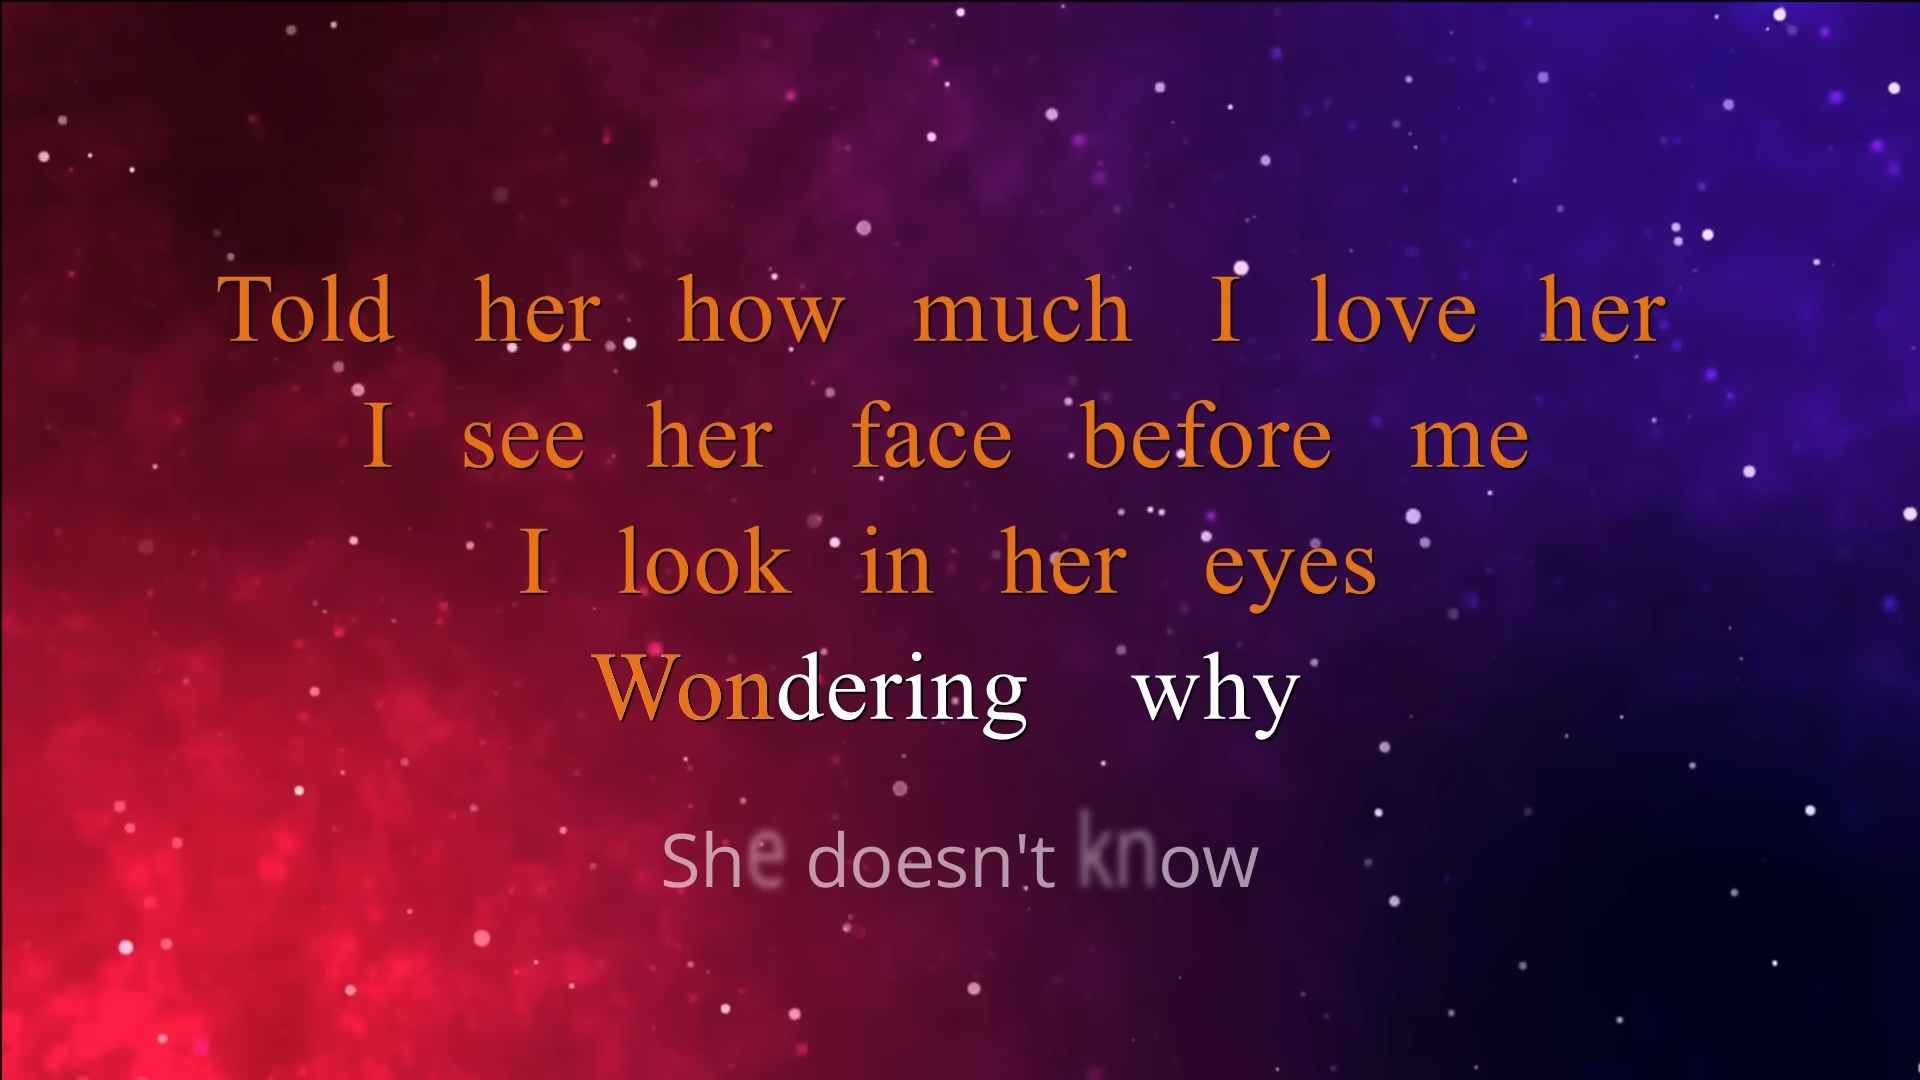 Told her how much I love her
I see her face before me
I look in her eyes
Wondering why
She doesn't know